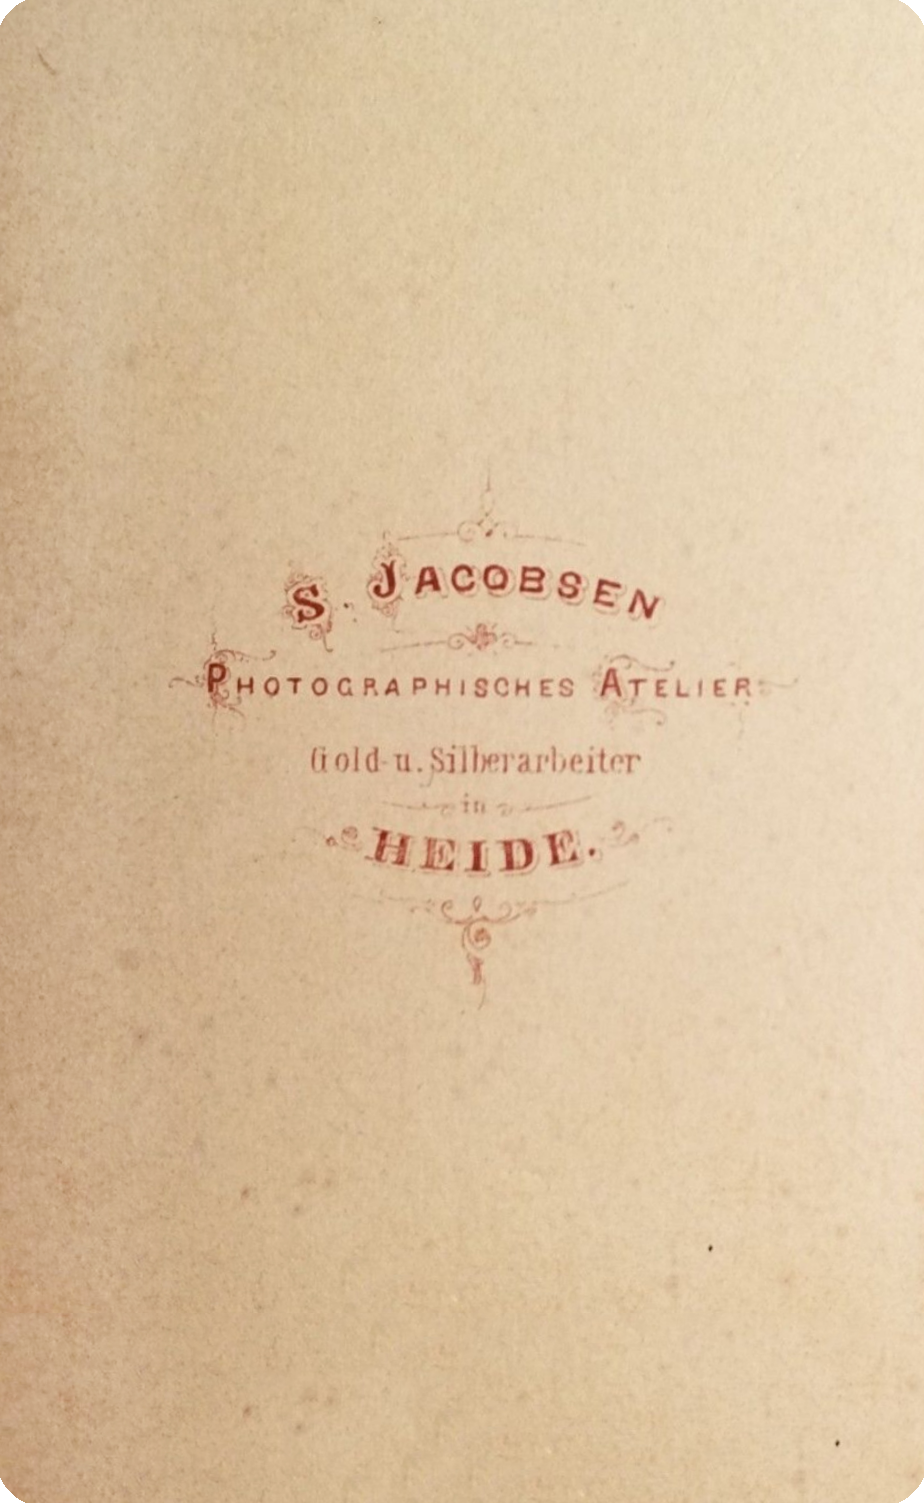 S. JACOBSEN
PHOTOGRAPHISCHES ATELIER
Gold- u. Silberarbeiter
in
HEIDE.